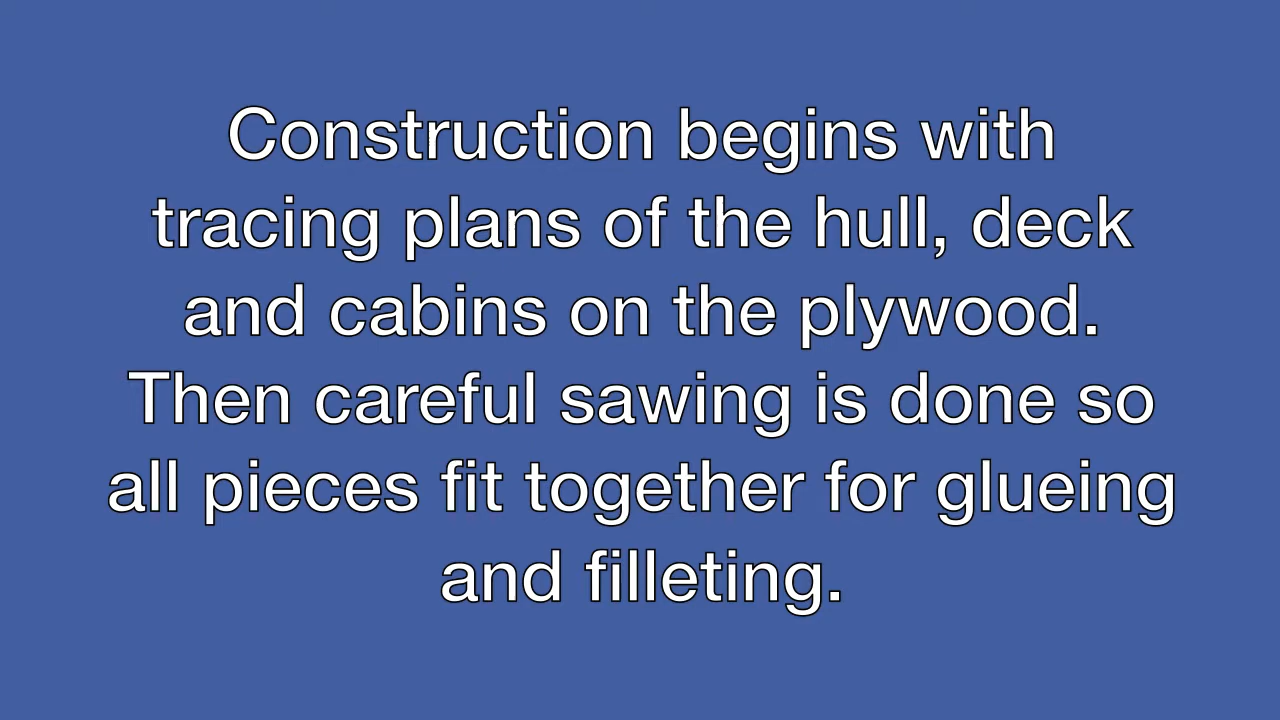 Construction begins with
tracing plans of the hull, deck
and cabins on the plywood.
Then careful sawing is done so
all pieces fit together for glueing
and filleting.